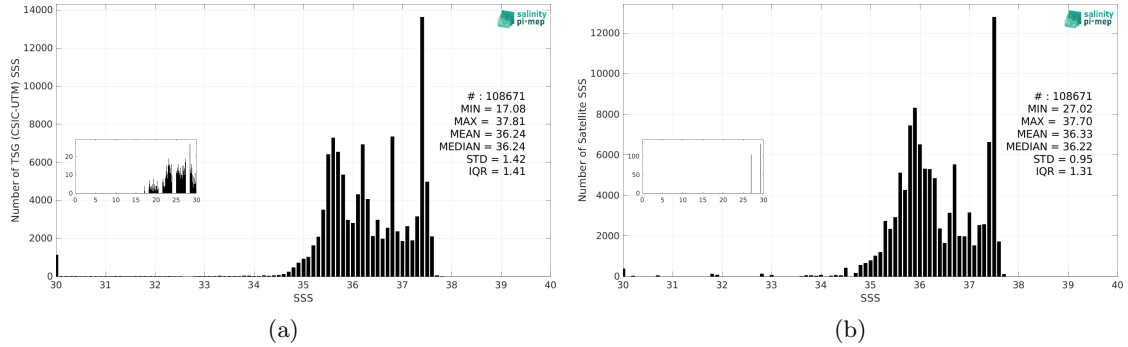 14000
12000
10000
8000
6000
4000
2000
0
Number of TSG (CSIC-UTM) SSS
salinity
pi-mep
# : 108671
MIN = 17.08
MAX = 37.81
MEAN = 36.24
MEDIAN = 36.24
STD = 1.42
IQR = 1.41
20
10
0
0 5 10 15 20 25 30
30 31 32 33 34 35 36 37 38 39 40
SSS
(a)
12000
10000
8000
6000
4000
2000
0
Number of Satellite SSS
salinity
pi-mep
# : 108671
MIN = 27.02
MAX = 37.70
MEAN = 36.33
MEDIAN = 36.22
STD = 0.95
IQR = 1.31
100
50
0
0 5 10 15 20 25 30
30 31 32 33 34 35 36 37 38 39 40
SSS
(b)